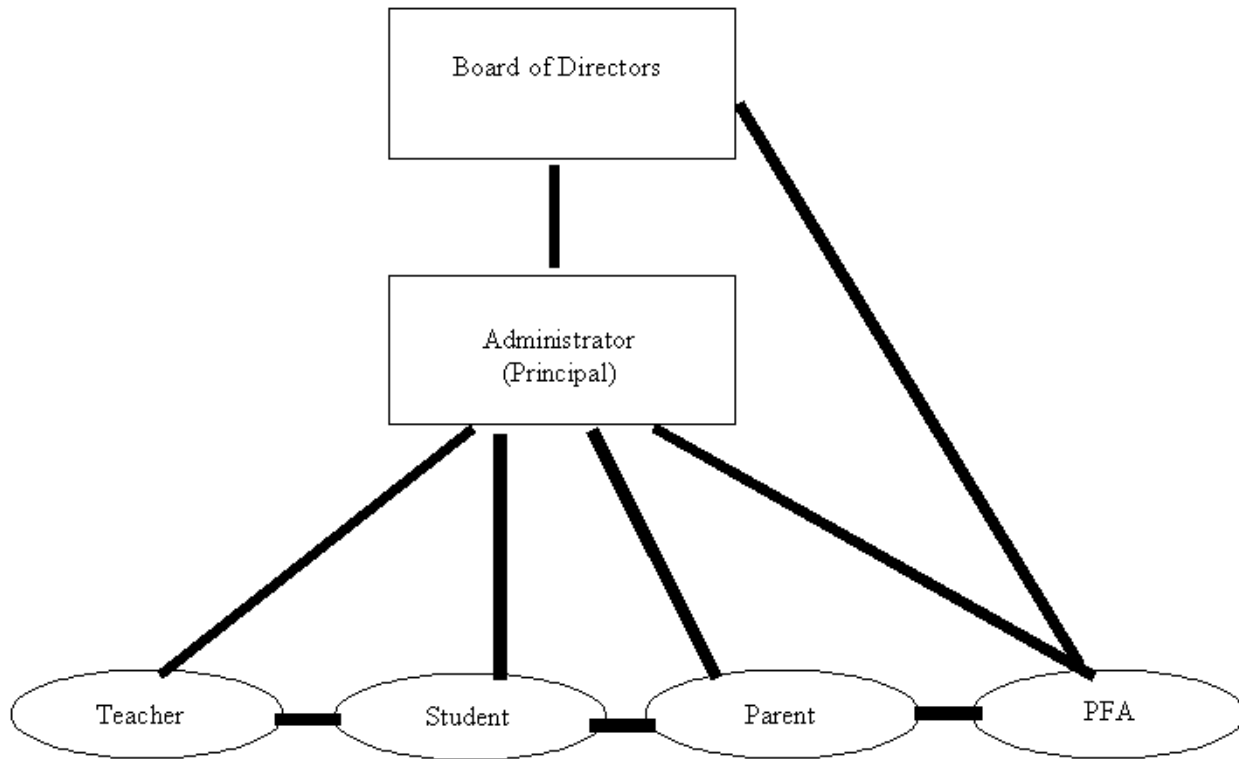 Board of Directors
Administrator
(Principal)
Teacher
Student
Parent
PFA